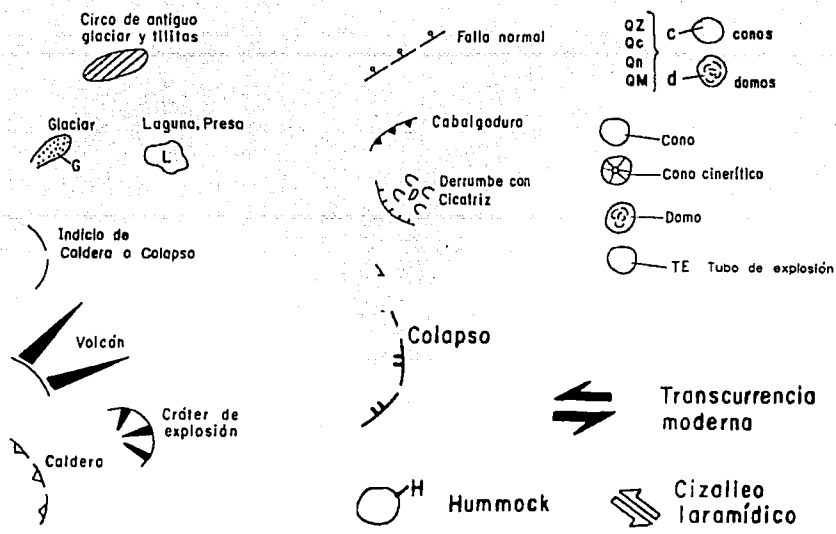 Circo de antiguo
glaciar y tilitas
Glaciar
G
Laguna, Presa
L
Indicio de
Caldera o Colapso
Volcán
Cráter de
explosión
Caldera
Falla normal
Cabalgadura
Derrumbe con
Cicatriz
Colapso
H
Hummock
QZ
Qc
Qn
QM
c
conos
d
domos
Cono
Cono cinerítico
Domo
TE Tubo de explosión
Transcurrencia
moderna
Cizalleo
laramídico